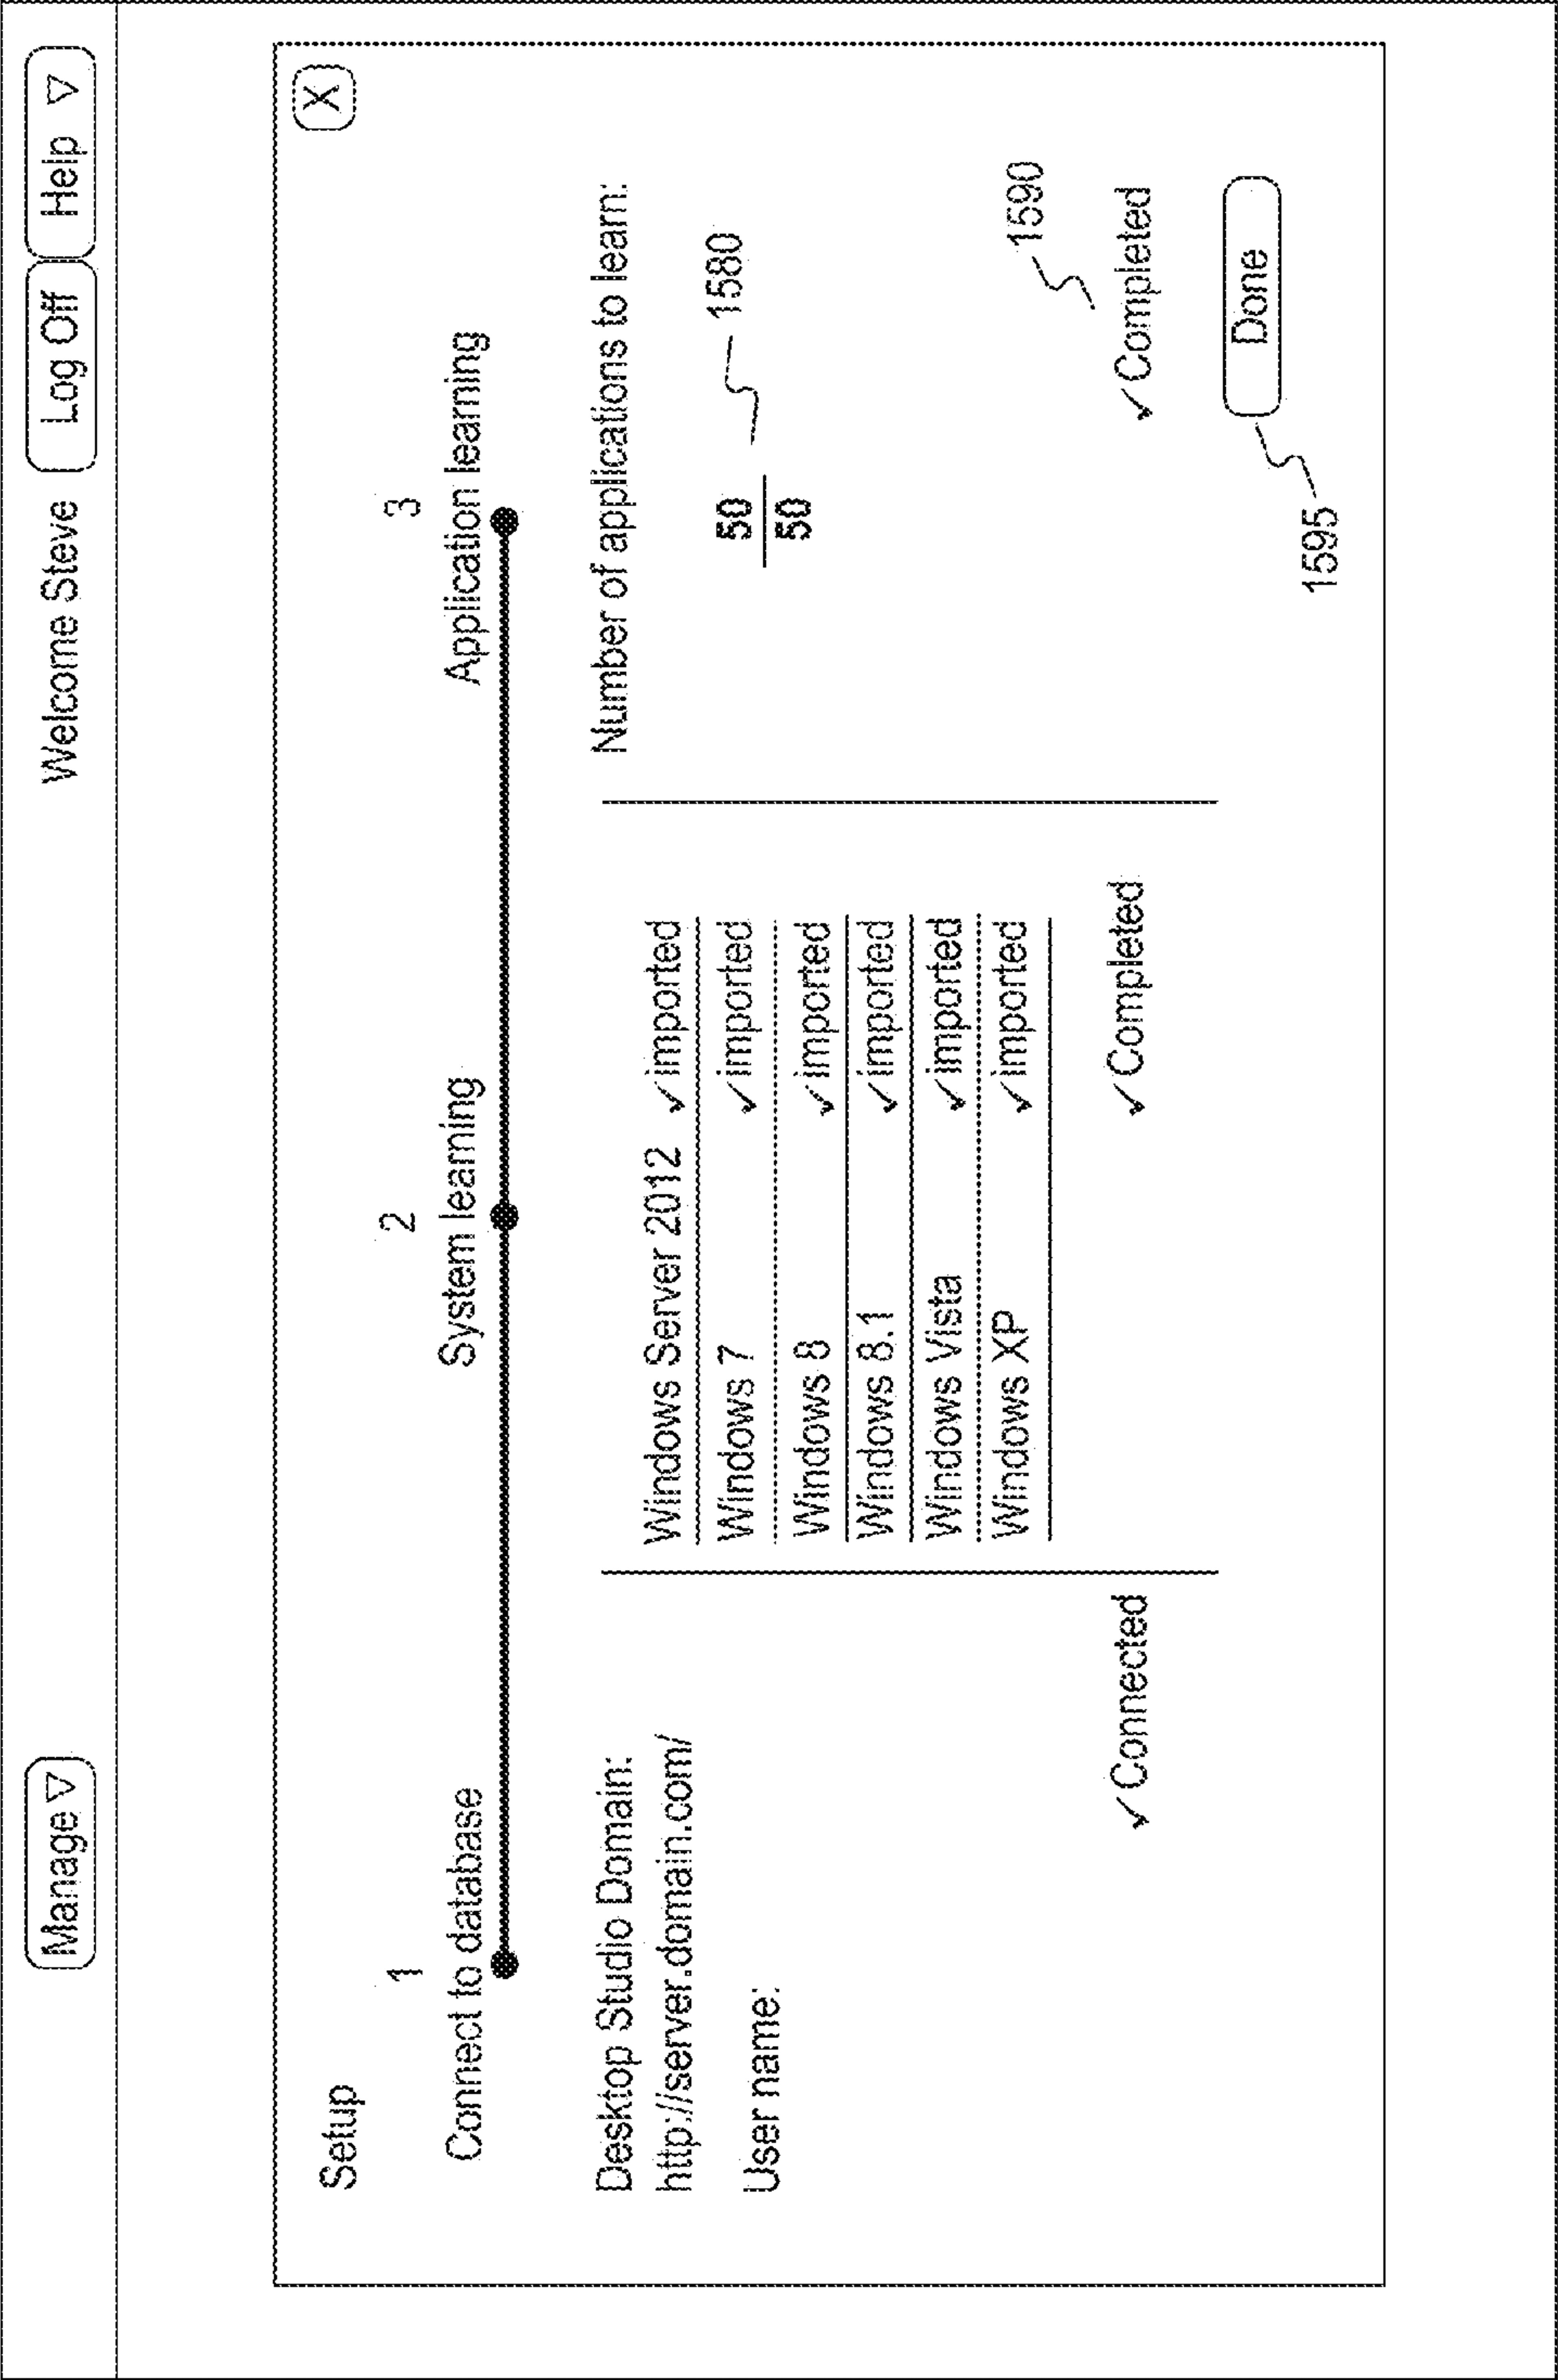 Manage ▽ Welcome Steve Log Off Help ▽
Setup X
1 2 3
Connect to database System learning Application learning
Desktop Studio Domain:
http://server.domain.com/
User name:
✓ Connected
Windows Server 2012 ✓ imported
Windows 7 ✓ imported
Windows 8 ✓ imported
Windows 8.1 ✓ imported
Windows Vista ✓ imported
Windows XP ✓ imported
✓ Completed
Number of applications to learn:
50
50
1580
1590
✓ Completed
Done
1595